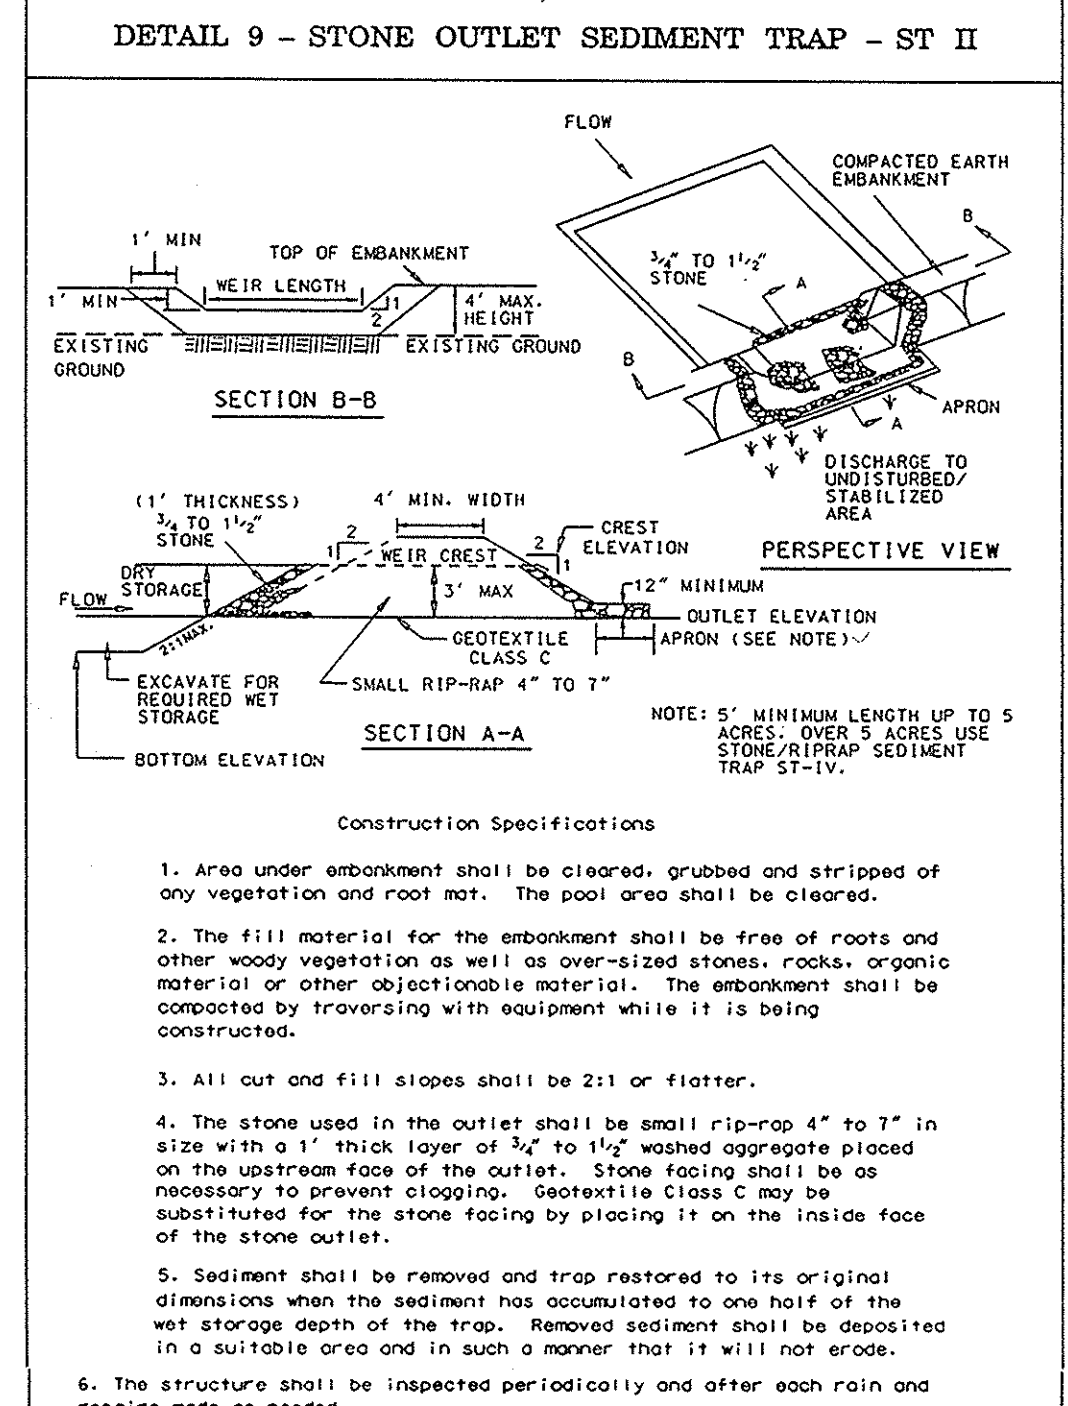 DETAIL 9 - STONE OUTLET SEDIMENT TRAP - ST II
FLOW
COMPACTED EARTH
EMBANKMENT
B
3/4" TO 1 1/2"
STONE
A
B
APRON
A
DISCHARGE TO
UNDISTURBED/
STABILIZED
AREA
PERSPECTIVE VIEW
1' MIN
TOP OF EMBANKMENT
WEIR LENGTH
1' MIN
1
2
4' MAX.
HEIGHT
EXISTING
GROUND
EXISTING GROUND
SECTION B-B
(1' THICKNESS)
3/4 TO 1 1/2"
STONE
4' MIN. WIDTH
2
1
WEIR CREST
2
1
CREST
ELEVATION
DRY
STORAGE
FLOW
3' MAX
12" MINIMUM
OUTLET ELEVATION
2:1 MAX.
GEOTEXTILE
CLASS C
APRON (SEE NOTE)
EXCAVATE FOR
REQUIRED WET
STORAGE
SMALL RIP-RAP 4" TO 7"
SECTION A-A
BOTTOM ELEVATION
NOTE: 5' MINIMUM LENGTH UP TO 5
ACRES. OVER 5 ACRES USE
STONE/RIPRAP SEDIMENT
TRAP ST-IV.
Construction Specifications
1. Area under embankment shall be cleared, grubbed and stripped of
any vegetation and root mat. The pool area shall be cleared.
2. The fill material for the embankment shall be free of roots and
other woody vegetation as well as over-sized stones, rocks, organic
material or other objectionable material. The embankment shall be
compacted by traversing with equipment while it is being
constructed.
3. All cut and fill slopes shall be 2:1 or flatter.
4. The stone used in the outlet shall be small rip-rap 4" to 7" in
size with a 1' thick layer of 3/4" to 1 1/2" washed aggregate placed
on the upstream face of the outlet. Stone facing shall be as
necessary to prevent clogging. Geotextile Class C may be
substituted for the stone facing by placing it on the inside face
of the stone outlet.
5. Sediment shall be removed and trap restored to its original
dimensions when the sediment has accumulated to one half of the
wet storage depth of the trap. Removed sediment shall be deposited
in a suitable area and in such a manner that it will not erode.
6. The structure shall be inspected periodically and after each rain and